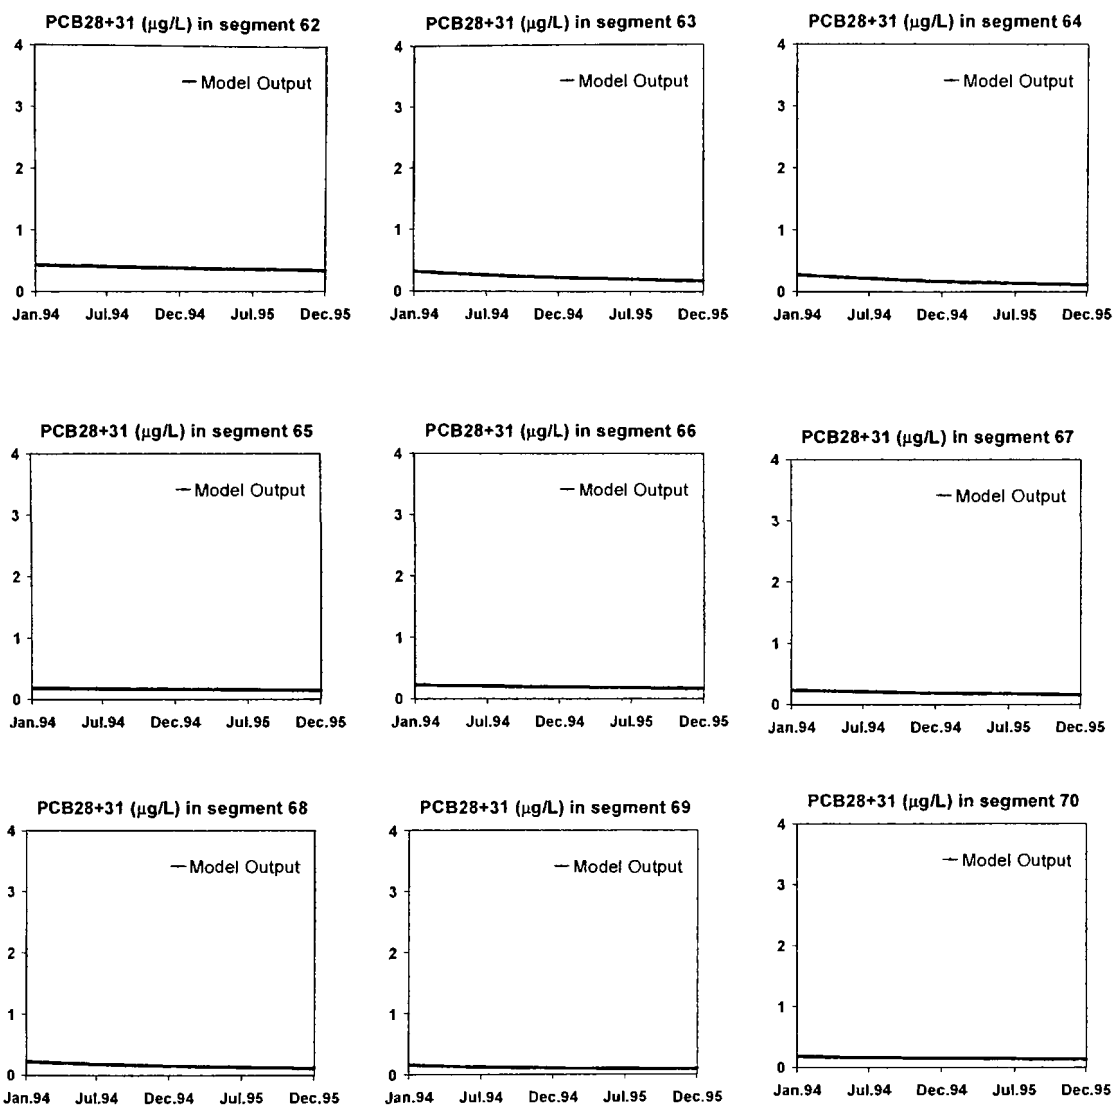 PCB28+31 (µg/L) in segment 62
4
3
2
1
0
Model Output
Jan.94 Jul.94 Dec.94 Jul.95 Dec.95
PCB28+31 (µg/L) in segment 63
4
3
2
1
0
Model Output
Jan.94 Jul.94 Dec.94 Jul.95 Dec.95
PCB28+31 (µg/L) in segment 64
4
3
2
1
0
Model Output
Jan.94 Jul.94 Dec.94 Jul.95 Dec.95
PCB28+31 (µg/L) in segment 65
4
3
2
1
0
Model Output
Jan.94 Jul.94 Dec.94 Jul.95 Dec.95
PCB28+31 (µg/L) in segment 66
4
3
2
1
0
Model Output
Jan.94 Jul.94 Dec.94 Jul.95 Dec.95
PCB28+31 (µg/L) in segment 67
4
3
2
1
0
Model Output
Jan.94 Jul.94 Dec.94 Jul.95 Dec.95
PCB28+31 (µg/L) in segment 68
4
3
2
1
0
Model Output
Jan.94 Jul.94 Dec.94 Jul.95 Dec.95
PCB28+31 (µg/L) in segment 69
4
3
2
1
0
Model Output
Jan.94 Jul.94 Dec.94 Jul.95 Dec.95
PCB28+31 (µg/L) in segment 70
4
3
2
1
0
Model Output
Jan.94 Jul.94 Dec.94 Jul.95 Dec.95